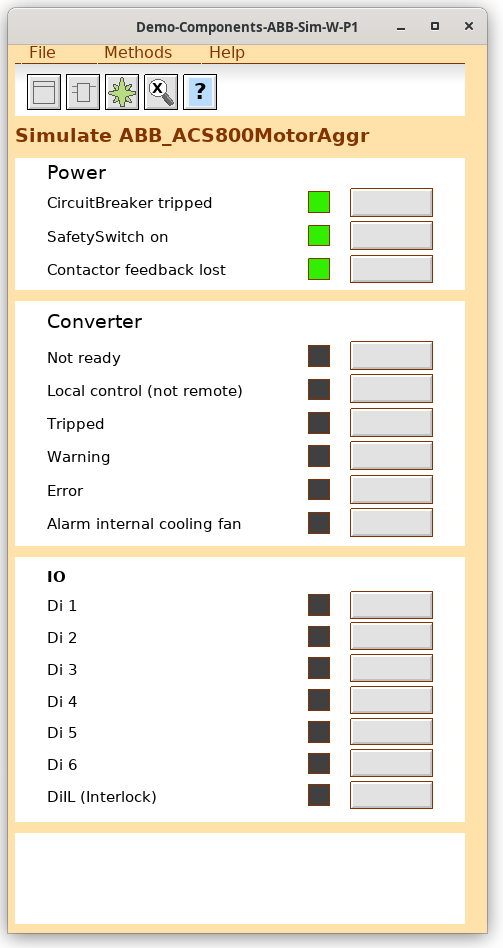 Demo-Components-ABB-Sim-W-P1
File Methods Help
X ?
Simulate ABB_ACS800MotorAggr
Power
CircuitBreaker tripped
SafetySwitch on
Contactor feedback lost
Converter
Not ready
Local control (not remote)
Tripped
Warning
Error
Alarm internal cooling fan
IO
Di 1
Di 2
Di 3
Di 4
Di 5
Di 6
DiIL (Interlock)